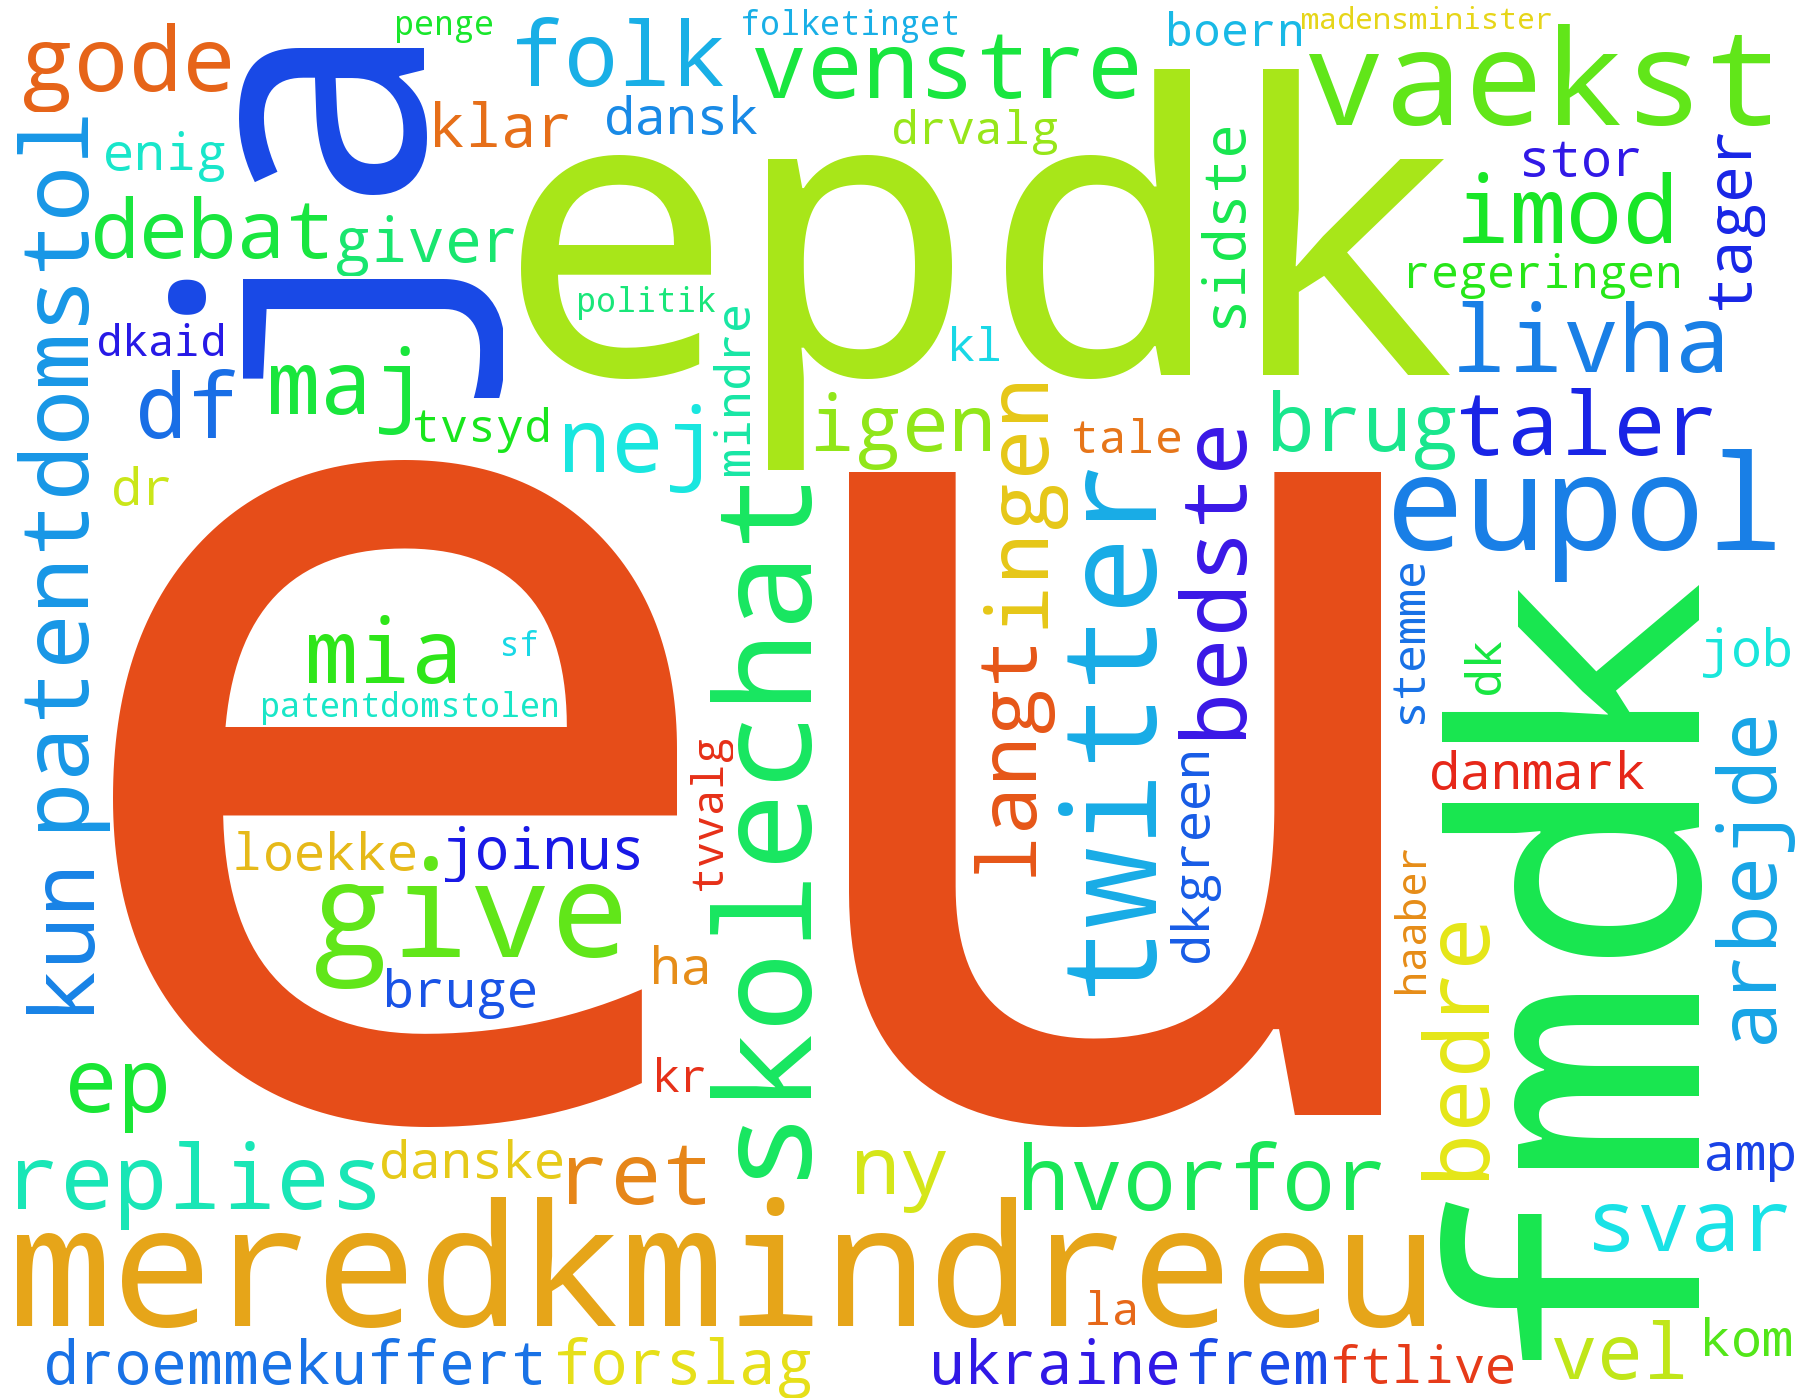 penge
folketinget
boern
madensminister
gode
folk
venstre
vaekst
ja
klar
dansk
drvalg
enig
stor
epdk
sidste
tager
imod
debat
giver
patentdomstol
politik
kl
regeringen
dkaid
maj
mindre
livha
df
tvsyd
nej
igen
langt
ingen
tale
brug
taler
dr
eu
skolechat
twitter
bedste
eupol
mia
sf
patentdomstolen
stemme
dk
job
fmdk
tvvalg
dkgreen
danmark
arbejde
loekke
joinus
give
haaber
kun
bruge
ha
bedre
ep
kr
replies
danske
ret
ny
hvorfor
amp
meredkmindreeu
la
svar
droemmekuffert
forslag
ukraine
frem
ftlive
vel
kom